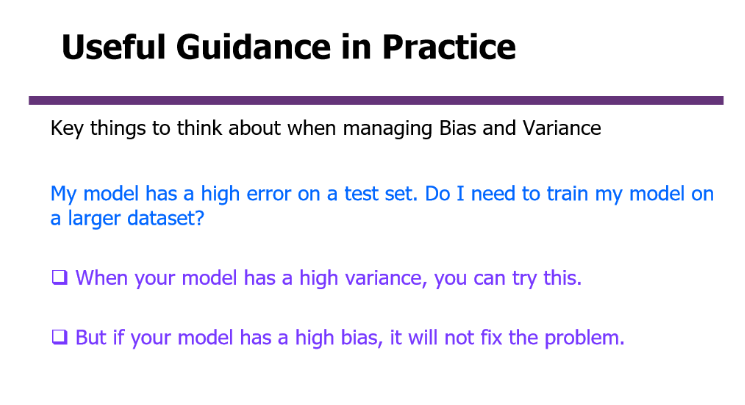 Useful Guidance in Practice
Key things to think about when managing Bias and Variance
My model has a high error on a test set. Do I need to train my model on
a larger dataset?
❑ When your model has a high variance, you can try this.
❑ But if your model has a high bias, it will not fix the problem.